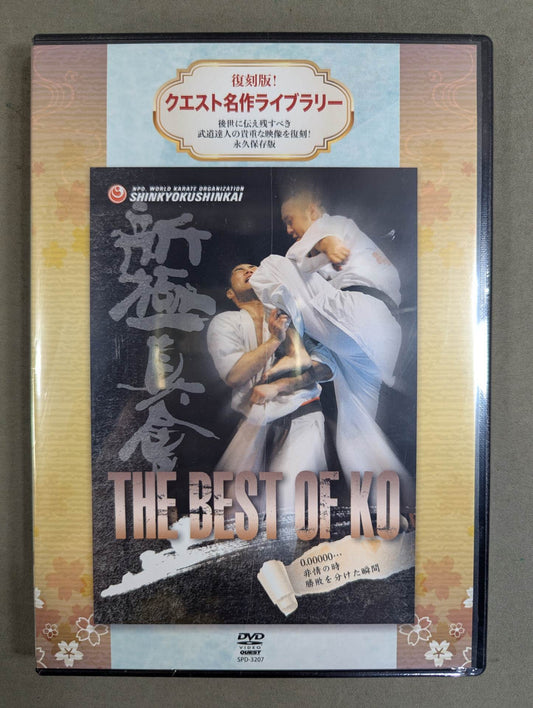 復刻版!
クエスト名作ライブラリー
後世に伝え残すべき
武道達人の貴重な映像を復刻!
永久保存版
NPO. WORLD KARATE ORGANIZATION
SHINKYOKUSHINKAI
新極真會
THE BEST OF KO
0.00000…
非情の時
勝敗を分けた瞬間
DVD
VIDEO
QUEST
SPD-3207